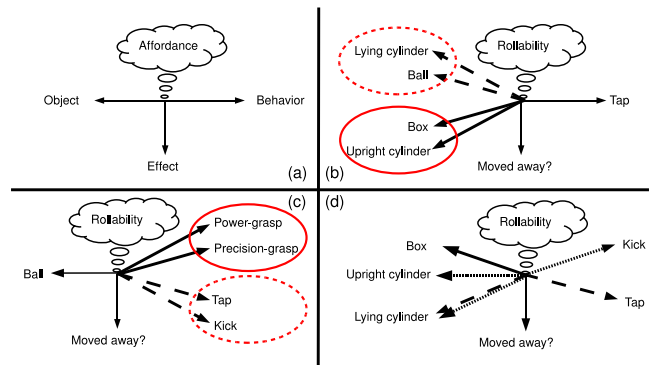 Affordance
Object
Behavior
Effect
(a)
Rollability
Lying cylinder
Ball
Tap
Box
Upright cylinder
Moved away?
(b)
(c)
Rollability
Power-grasp
Precision-grasp
Ball
Tap
Kick
Moved away?
(d)
Rollability
Box
Kick
Upright cylinder
Tap
Lying cylinder
Moved away?